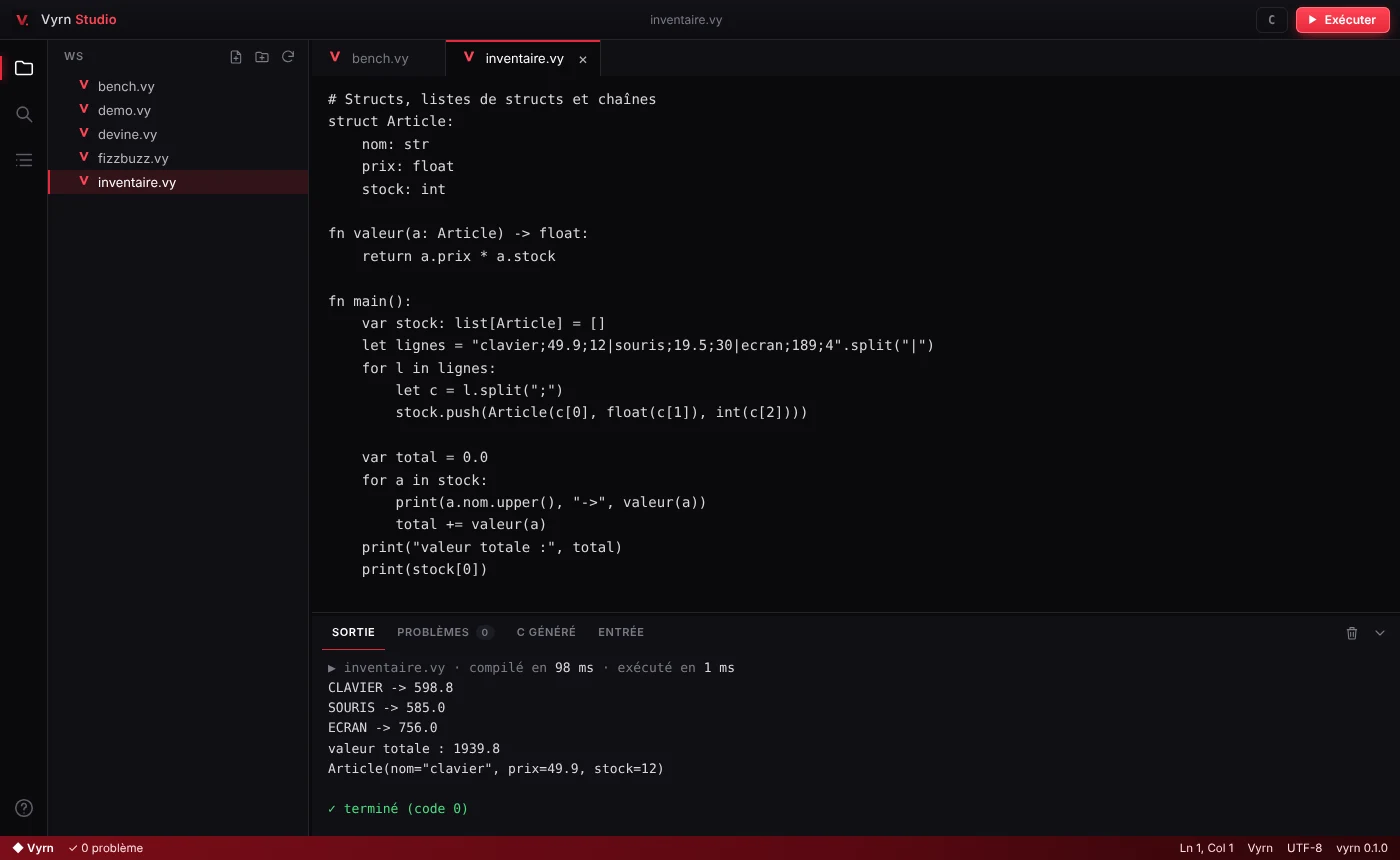 V. Vyrn Studio
inventaire.vy
C
Exécuter
WS
bench.vy
demo.vy
devine.vy
fizzbuzz.vy
inventaire.vy
bench.vy
inventaire.vy ×
# Structs, listes de structs et chaînes
struct Article:
    nom: str
    prix: float
    stock: int

fn valeur(a: Article) -> float:
    return a.prix * a.stock

fn main():
    var stock: list[Article] = []
    let lignes = "clavier;49.9;12|souris;19.5;30|ecran;189;4".split("|")
    for l in lignes:
        let c = l.split(";")
        stock.push(Article(c[0], float(c[1]), int(c[2])))

    var total = 0.0
    for a in stock:
        print(a.nom.upper(), "->", valeur(a))
        total += valeur(a)
    print("valeur totale :", total)
    print(stock[0])
SORTIE PROBLÈMES 0 C GÉNÉRÉ ENTRÉE
▶ inventaire.vy · compilé en 98 ms · exécuté en 1 ms
CLAVIER -> 598.8
SOURIS -> 585.0
ECRAN -> 756.0
valeur totale : 1939.8
Article(nom="clavier", prix=49.9, stock=12)
✓ terminé (code 0)
◆ Vyrn ✓ 0 problème Ln 1, Col 1 Vyrn UTF-8 vyrn 0.1.0